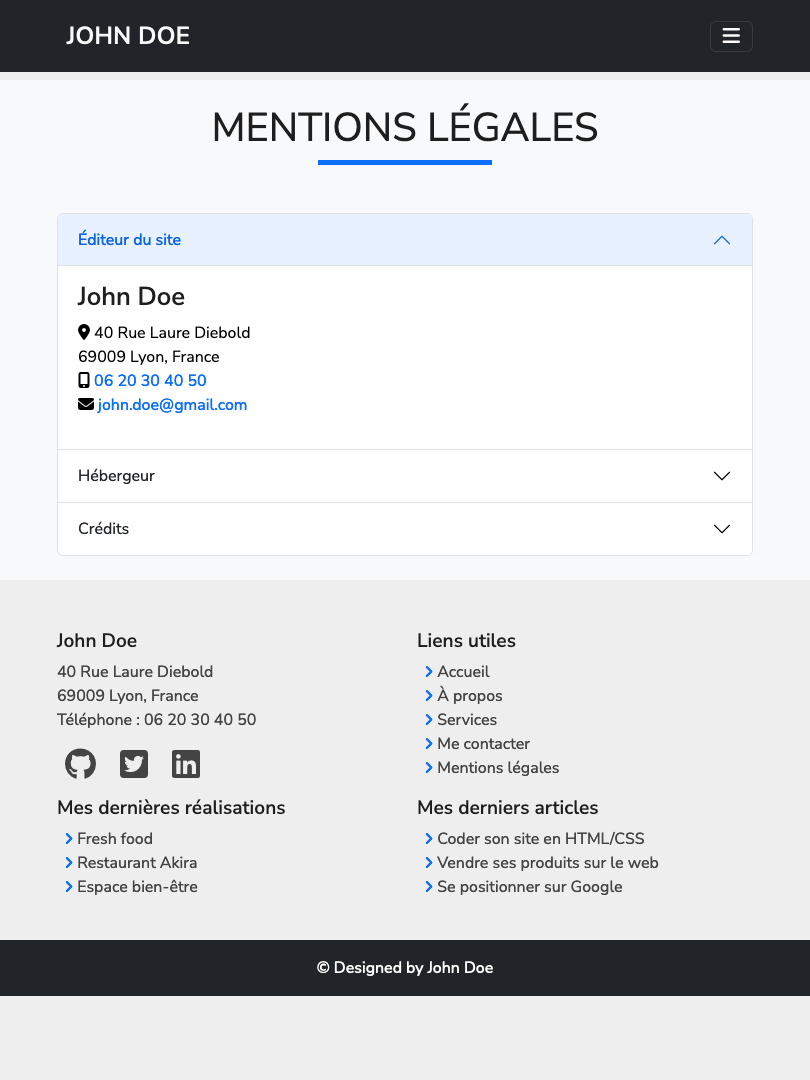 JOHN DOE
MENTIONS LÉGALES
Éditeur du site
John Doe
40 Rue Laure Diebold
69009 Lyon, France
06 20 30 40 50
john.doe@gmail.com
Hébergeur
Crédits
John Doe
40 Rue Laure Diebold
69009 Lyon, France
Téléphone : 06 20 30 40 50
Liens utiles
Accueil
À propos
Services
Me contacter
Mentions légales
Mes dernières réalisations
Fresh food
Restaurant Akira
Espace bien-être
Mes derniers articles
Coder son site en HTML/CSS
Vendre ses produits sur le web
Se positionner sur Google
© Designed by John Doe